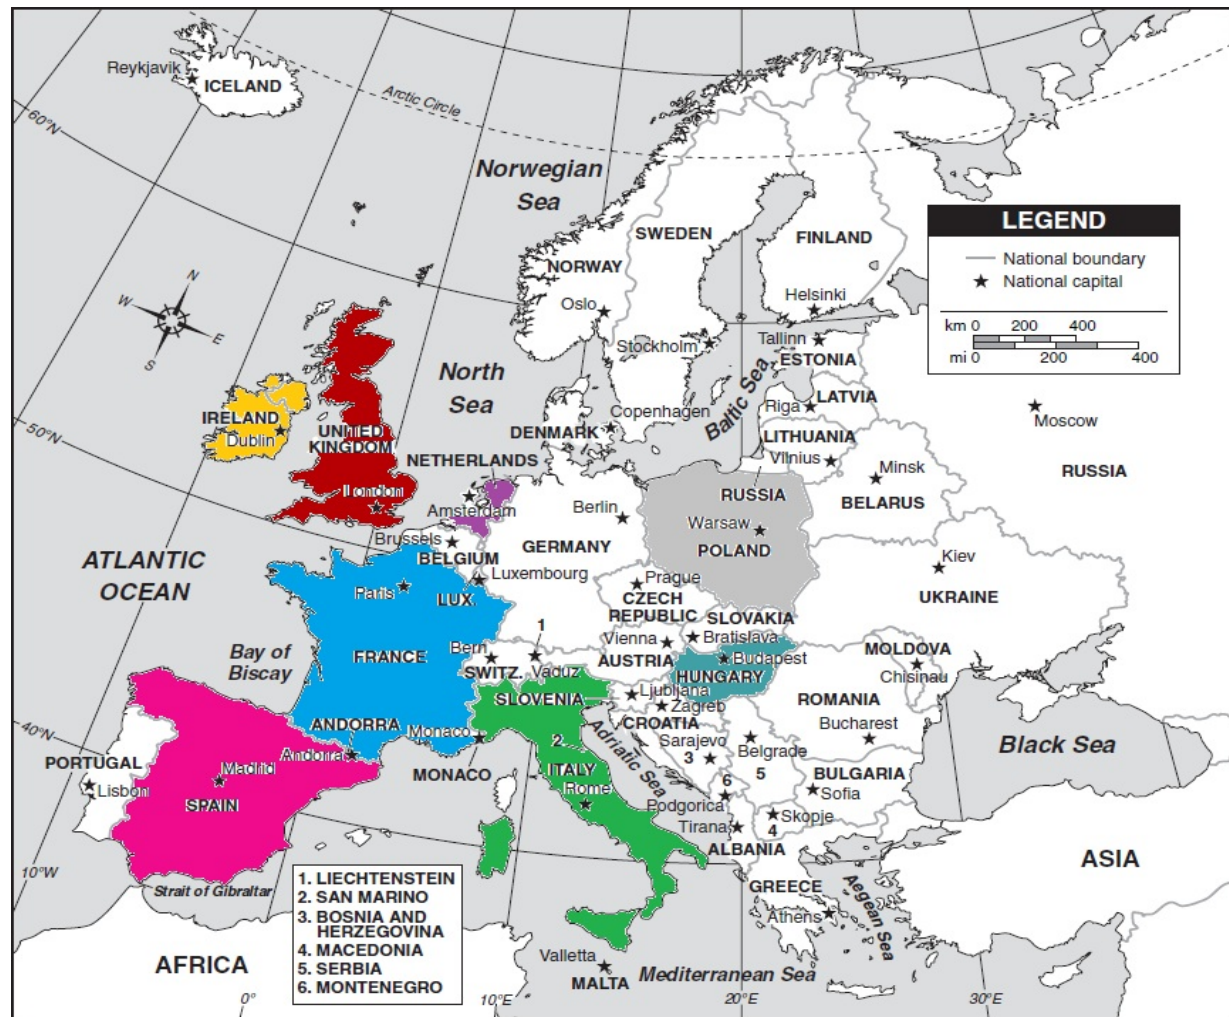 Reykjavik
ICELAND
Arctic Circle
60°N
Norwegian
Sea
SWEDEN
FINLAND
NORWAY
Oslo
Helsinki
Stockholm
Tallinn
ESTONIA
LEGEND
National boundary
National capital
km 0 200 400
mi 0 200 400
N
W
E
S
North
Sea
Baltic Sea
Riga
LATVIA
Moscow
RUSSIA
Copenhagen
DENMARK
LITHUANIA
Vilnius
Minsk
BELARUS
IRELAND
Dublin
UNITED
KINGDOM
London
50°N
NETHERLANDS
Amsterdam
Berlin
RUSSIA
Warsaw
POLAND
Brussels
BELGIUM
GERMANY
Luxembourg
LUX.
Kiev
UKRAINE
ATLANTIC
OCEAN
Paris
Prague
CZECH
REPUBLIC
SLOVAKIA
Bratislava
Vienna
AUSTRIA
1
Bay of
Biscay
FRANCE
Bern
SWITZ.
Vaduz
Budapest
HUNGARY
MOLDOVA
Chisinau
SLOVENIA
Ljubljana
Zagreb
CROATIA
ROMANIA
Bucharest
ANDORRA
Andorra
Monaco
MONACO
2
ITALY
Rome
Adriatic Sea
Sarajevo
3
Belgrade
5
6
BULGARIA
Sofia
Black Sea
40°N
PORTUGAL
Lisbon
Madrid
SPAIN
Podgorica
Tirana
Skopje
4
ALBANIA
ASIA
10°W
Strait of Gibraltar
GREECE
Athens
Aegean Sea
1. LIECHTENSTEIN
2. SAN MARINO
3. BOSNIA AND
HERZEGOVINA
4. MACEDONIA
5. SERBIA
6. MONTENEGRO
AFRICA
Valletta
MALTA
Mediterranean Sea
0°
10°E
20°E
30°E